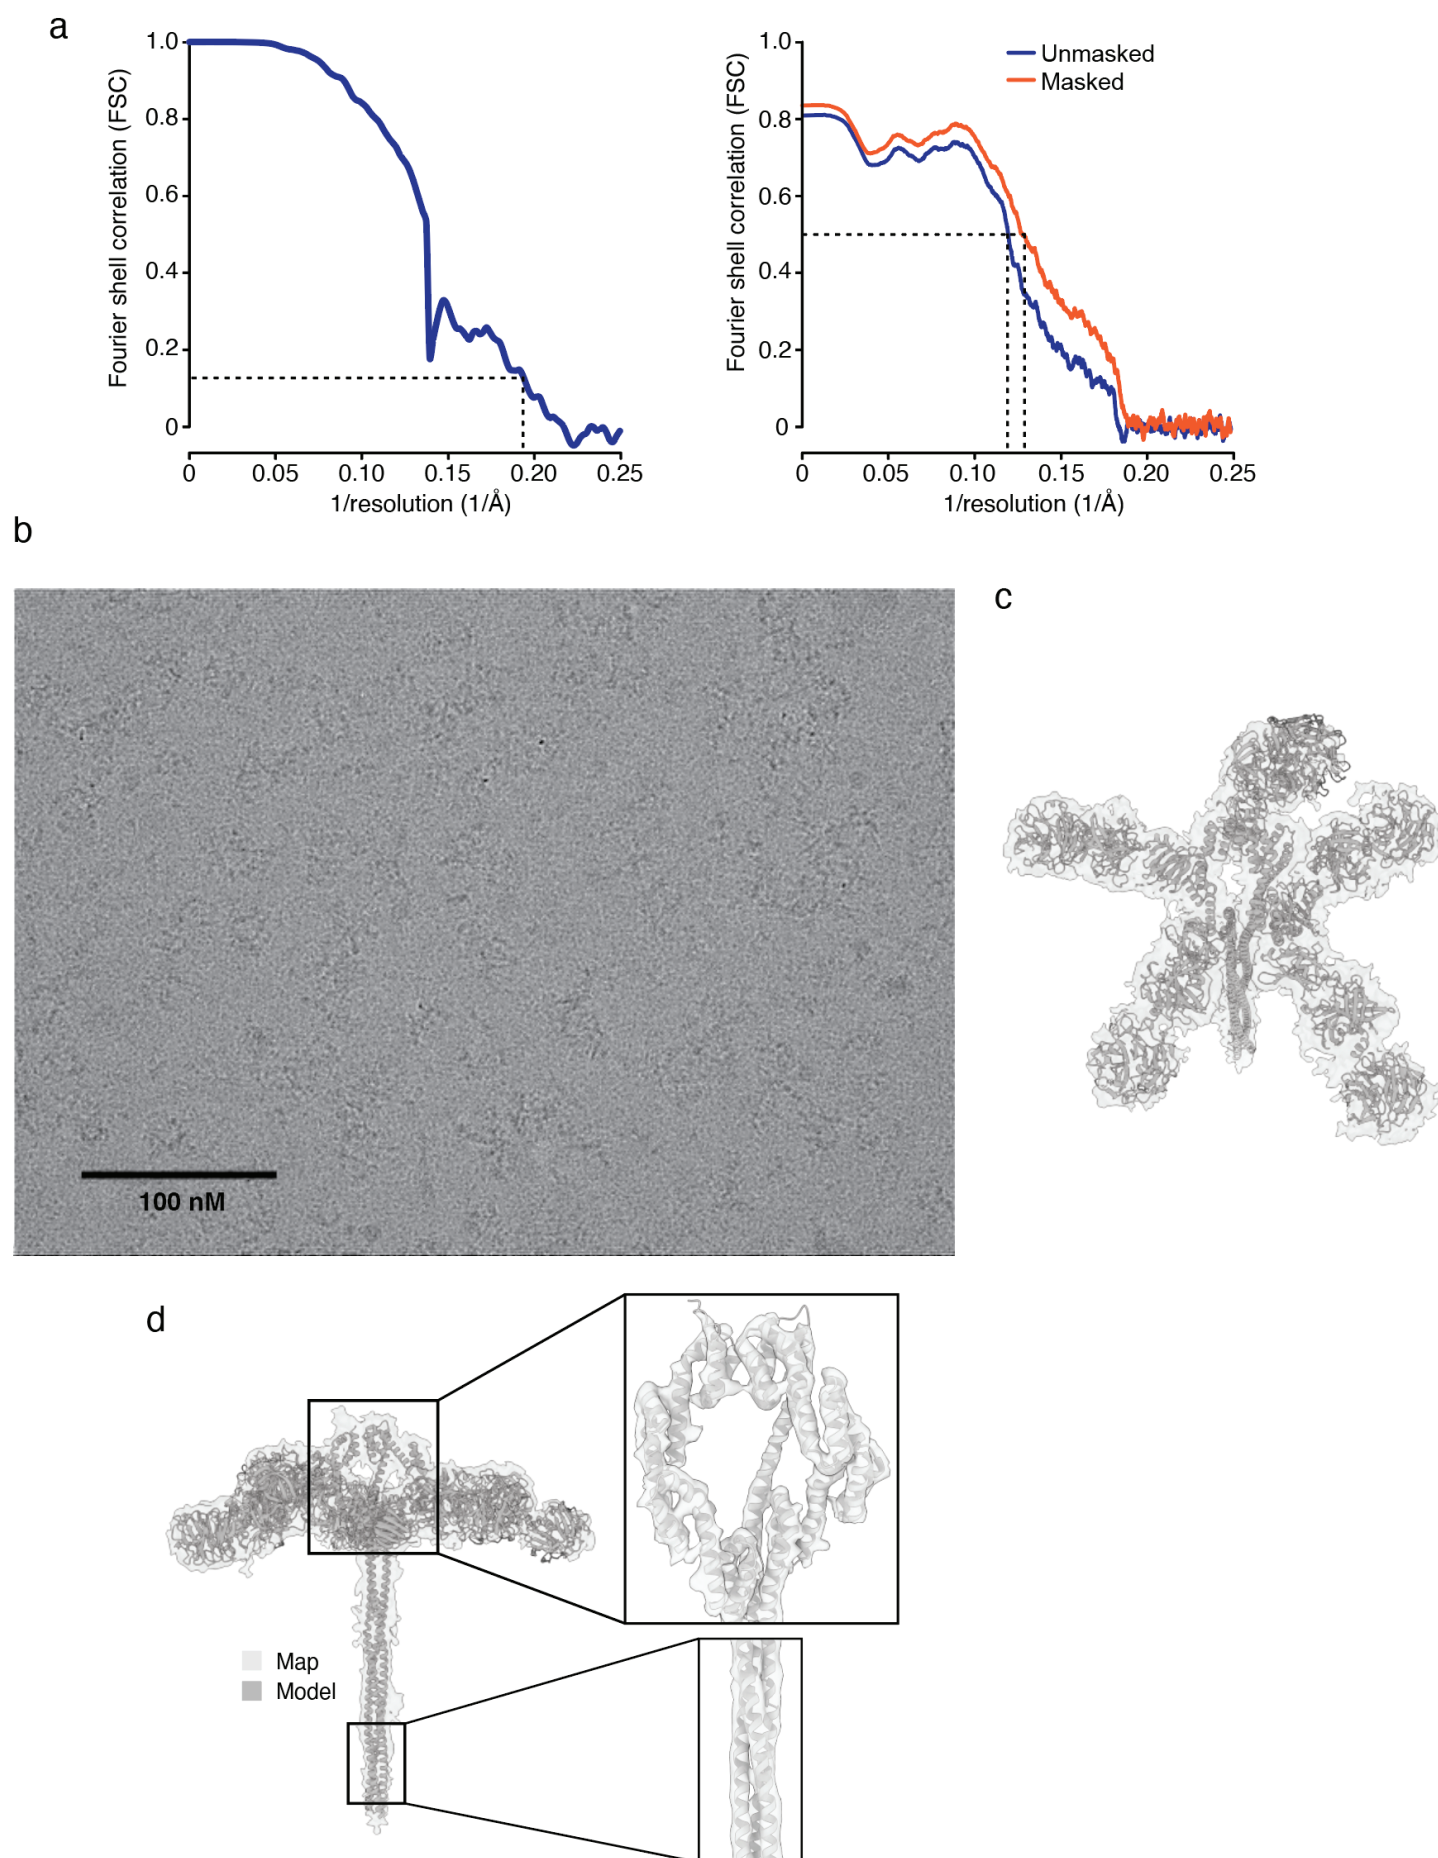 a
1.0
0.8
0.6
0.4
0.2
0
Fourier shell correlation (FSC)
0 0.05 0.10 0.15 0.20 0.25
1/resolution (1/Å)
1.0
0.8
0.6
0.4
0.2
0
Fourier shell correlation (FSC)
Unmasked
Masked
0 0.05 0.10 0.15 0.20 0.25
1/resolution (1/Å)
b
100 nM
c
d
Map
Model